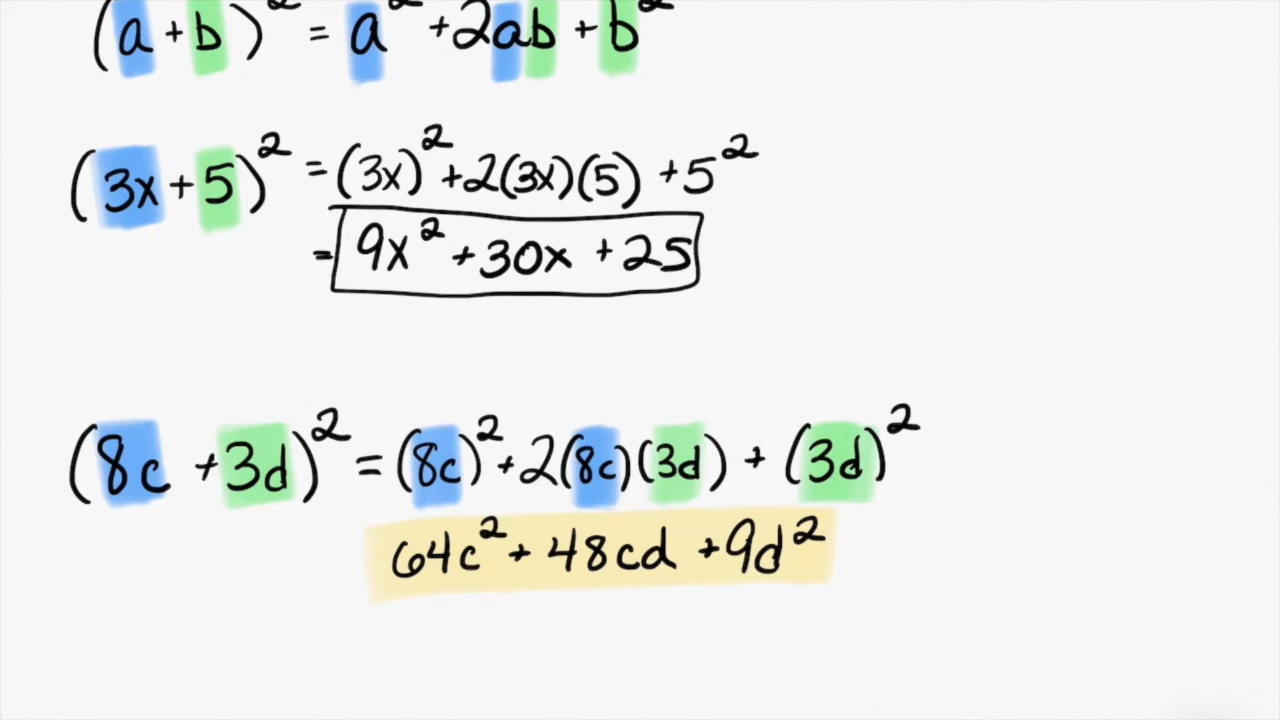 (a + b)² = a² + 2ab + b²
(3x + 5)² = (3x)² + 2(3x)(5) + 5²
= 9x² + 30x + 25
(8c + 3d)² = (8c)² + 2(8c)(3d) + (3d)²
64c² + 48cd + 9d²